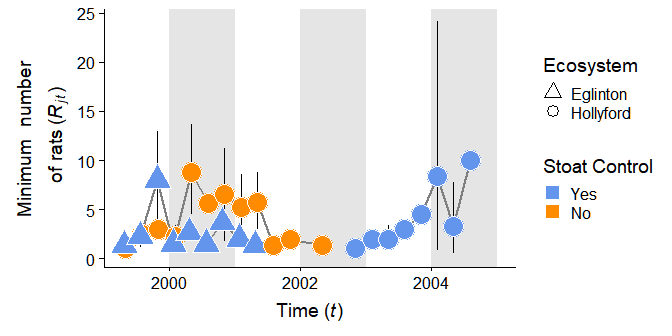 25
20
15
10
5
0
Minimum number
of rats (Rjt)
2000
2002
2004
Time (t)
Ecosystem
Eglinton
Hollyford
Stoat Control
Yes
No